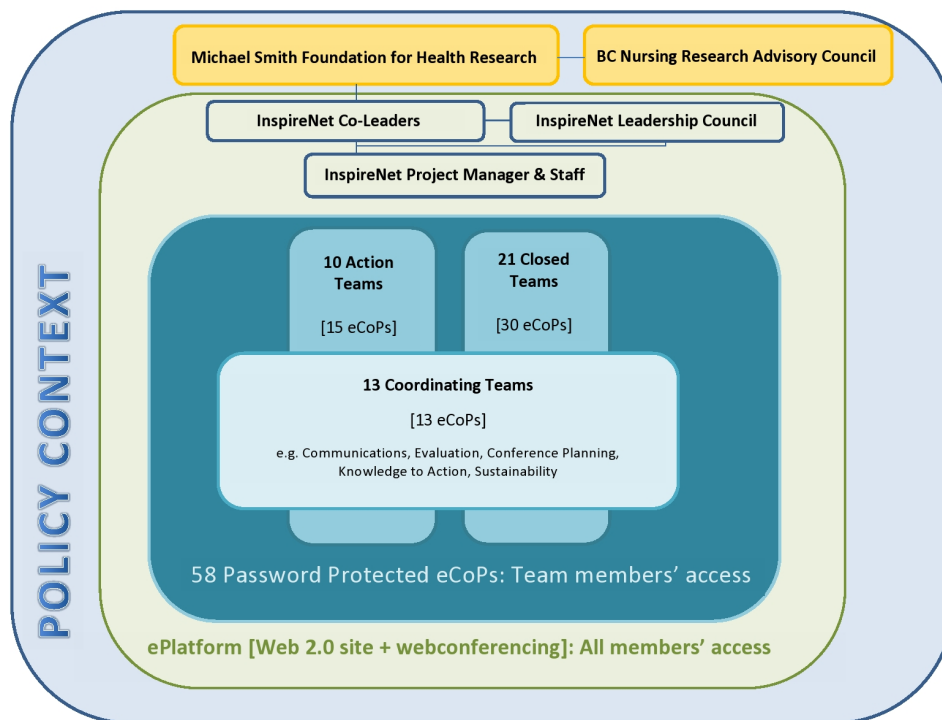 Michael Smith Foundation for Health Research
BC Nursing Research Advisory Council
InspireNet Co-Leaders
InspireNet Leadership Council
InspireNet Project Manager & Staff
POLICY CONTEXT
10 Action
Teams
[15 eCoPs]
21 Closed
Teams
[30 eCoPs]
13 Coordinating Teams
[13 eCoPs]
e.g. Communications, Evaluation, Conference Planning,
Knowledge to Action, Sustainability
58 Password Protected eCoPs: Team members’ access
ePlatform [Web 2.0 site + webconferencing]: All members’ access